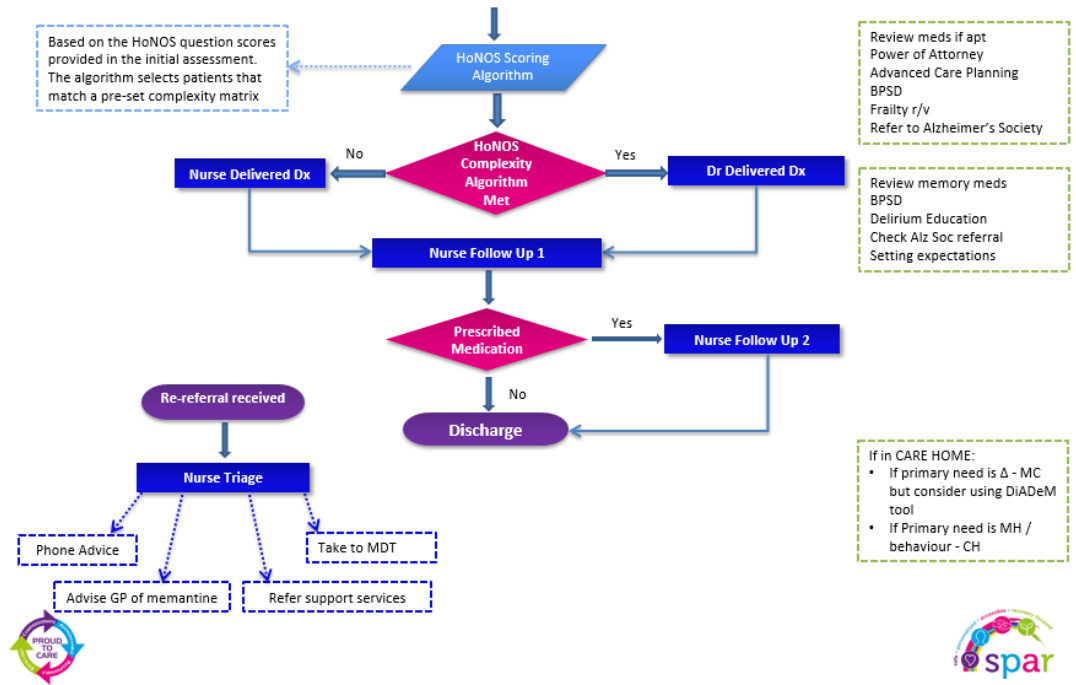 Based on the HoNOS question scores
provided in the initial assessment.
The algorithm selects patients that
match a pre-set complexity matrix
HoNOS Scoring
Algorithm
Review meds if apt
Power of Attorney
Advanced Care Planning
BPSD
Frailty r/v
Refer to Alzheimer's Society
HoNOS
Complexity
Algorithm
Met
No
Yes
Nurse Delivered Dx
Dr Delivered Dx
Review memory meds
BPSD
Delirium Education
Check Alz Soc referral
Setting expectations
Nurse Follow Up 1
Prescribed
Medication
Yes
Nurse Follow Up 2
No
Discharge
Re-referral received
Nurse Triage
Phone Advice
Take to MDT
Advise GP of memantine
Refer support services
If in CARE HOME:
• If primary need is Δ - MC
but consider using DiADeM
tool
• If Primary need is MH /
behaviour - CH
PROUD
TO
CARE
spar